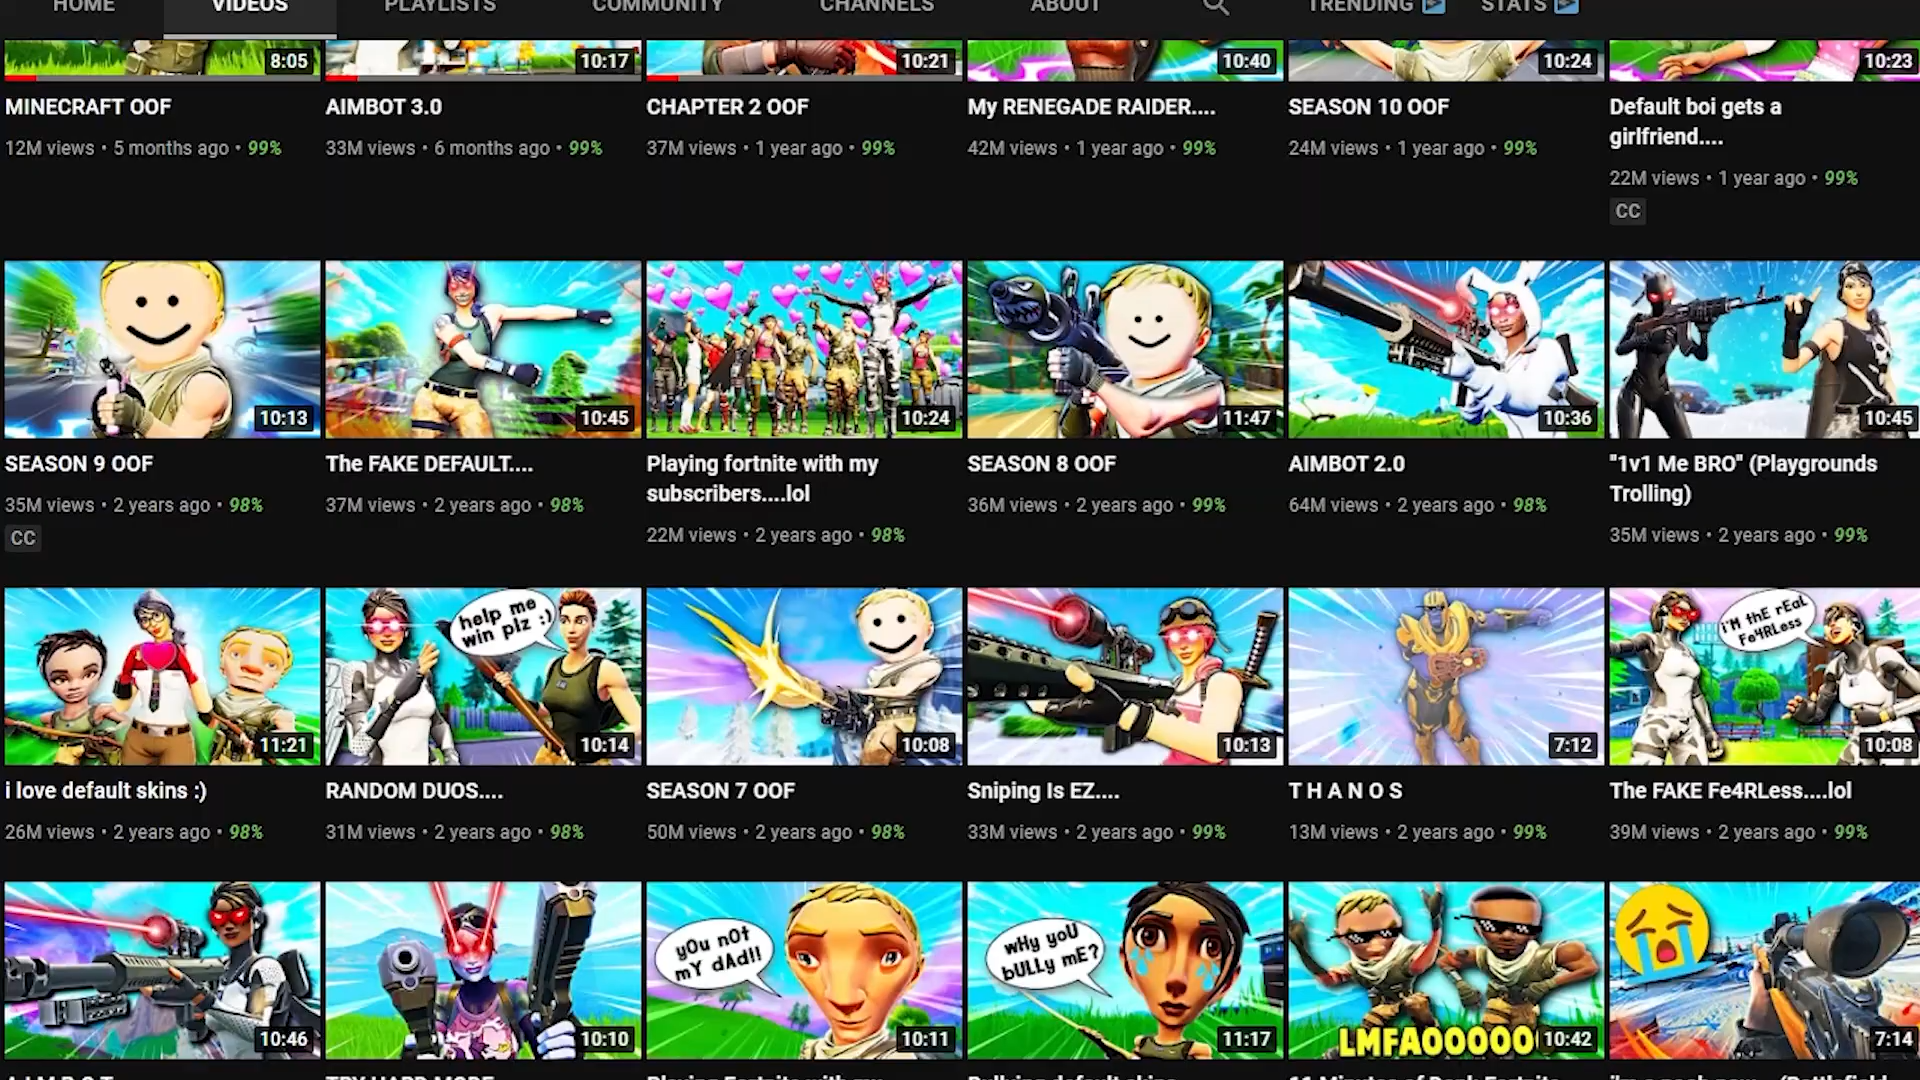 HOME VIDEOS PLAYLISTS COMMUNITY CHANNELS ABOUT TRENDING STATS
8:05 10:17 10:21 10:40 10:24 10:23
MINECRAFT OOF
12M views • 5 months ago • 99%
AIMBOT 3.0
33M views • 6 months ago • 99%
CHAPTER 2 OOF
37M views • 1 year ago • 99%
My RENEGADE RAIDER....
42M views • 1 year ago • 99%
SEASON 10 OOF
24M views • 1 year ago • 99%
Default boi gets a
girlfriend....
22M views • 1 year ago • 99%
CC
10:13
SEASON 9 OOF
35M views • 2 years ago • 98%
CC
10:45
The FAKE DEFAULT....
37M views • 2 years ago • 98%
10:24
Playing fortnite with my
subscribers....lol
22M views • 2 years ago • 98%
11:47
SEASON 8 OOF
36M views • 2 years ago • 99%
10:36
AIMBOT 2.0
64M views • 2 years ago • 98%
10:45
"1v1 Me BRO" (Playgrounds
Trolling)
35M views • 2 years ago • 99%
11:21
i love default skins :)
26M views • 2 years ago • 98%
help me
win plz :)
10:14
RANDOM DUOS....
31M views • 2 years ago • 98%
10:08
SEASON 7 OOF
50M views • 2 years ago • 98%
10:13
Sniping Is EZ....
33M views • 2 years ago • 99%
7:12
T H A N O S
13M views • 2 years ago • 99%
i'M thE rEaL
Fe4RLess
10:08
The FAKE Fe4RLess....lol
39M views • 2 years ago • 99%
10:46
10:10
yOu nOt
mY dAd!!
10:11
wHy yoU
bULLy mE?
11:17
LMFAOOOOO
10:42
7:14